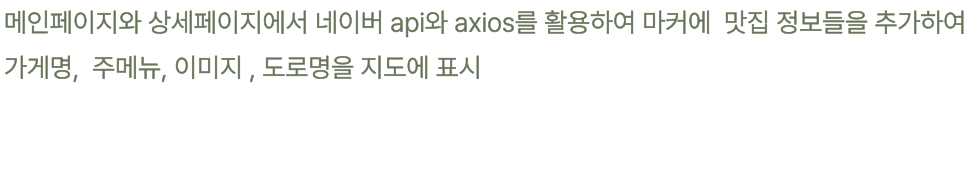 메인페이지와 상세페이지에서 네이버 api와 axios를 활용하여 마커에  맛집 정보들을 추가하여
가게명,  주메뉴, 이미지 , 도로명을 지도에 표시